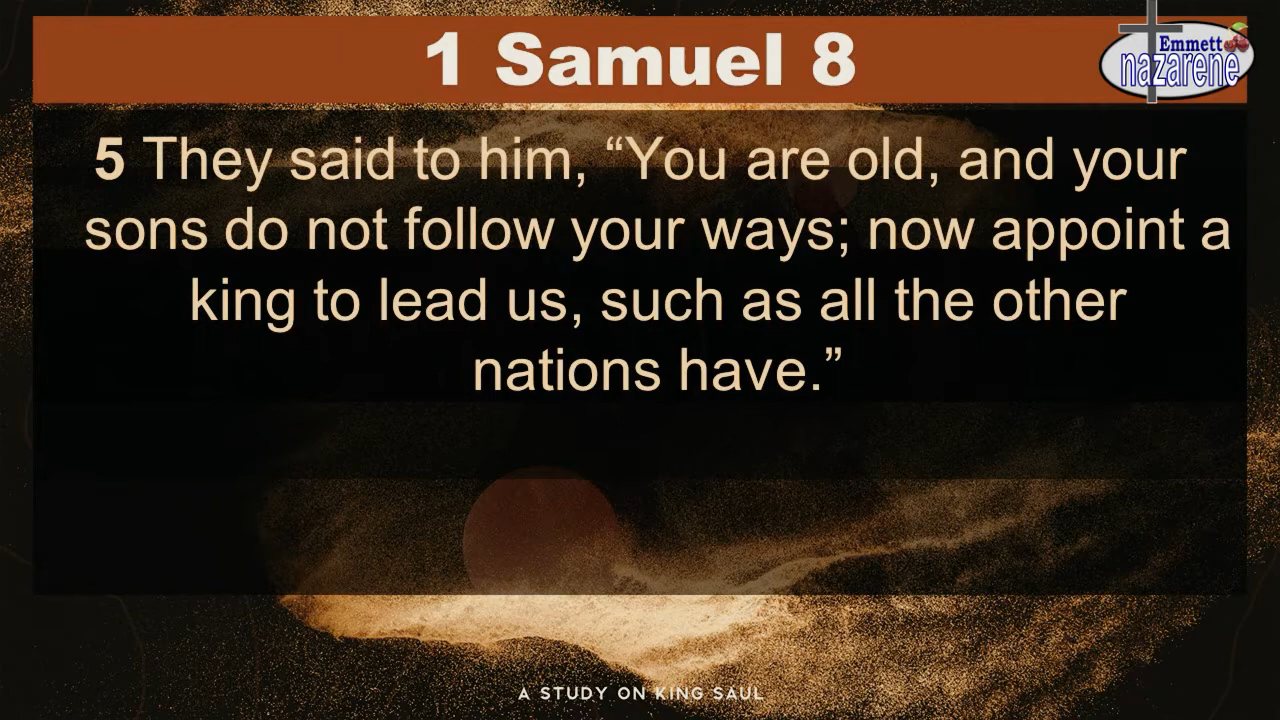 1 Samuel 8
Emmett
nazarene
5 They said to him, “You are old, and your
sons do not follow your ways; now appoint a
king to lead us, such as all the other
nations have.”
A STUDY ON KING SAUL